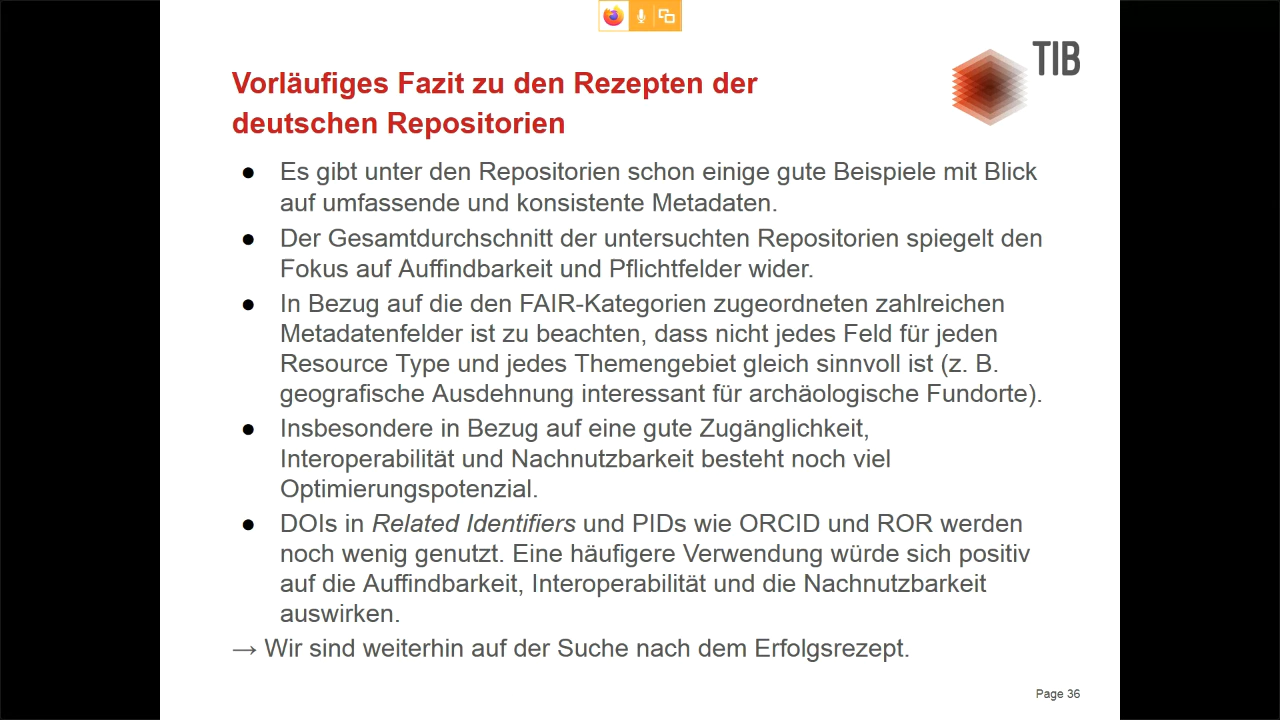 TIB
Vorläufiges Fazit zu den Rezepten der
deutschen Repositorien
● Es gibt unter den Repositorien schon einige gute Beispiele mit Blick
auf umfassende und konsistente Metadaten.
● Der Gesamtdurchschnitt der untersuchten Repositorien spiegelt den
Fokus auf Auffindbarkeit und Pflichtfelder wider.
● In Bezug auf die den FAIR-Kategorien zugeordneten zahlreichen
Metadatenfelder ist zu beachten, dass nicht jedes Feld für jeden
Resource Type und jedes Themengebiet gleich sinnvoll ist (z. B.
geografische Ausdehnung interessant für archäologische Fundorte).
● Insbesondere in Bezug auf eine gute Zugänglichkeit,
Interoperabilität und Nachnutzbarkeit besteht noch viel
Optimierungspotenzial.
● DOIs in Related Identifiers und PIDs wie ORCID und ROR werden
noch wenig genutzt. Eine häufigere Verwendung würde sich positiv
auf die Auffindbarkeit, Interoperabilität und die Nachnutzbarkeit
auswirken.
→ Wir sind weiterhin auf der Suche nach dem Erfolgsrezept.
Page 36